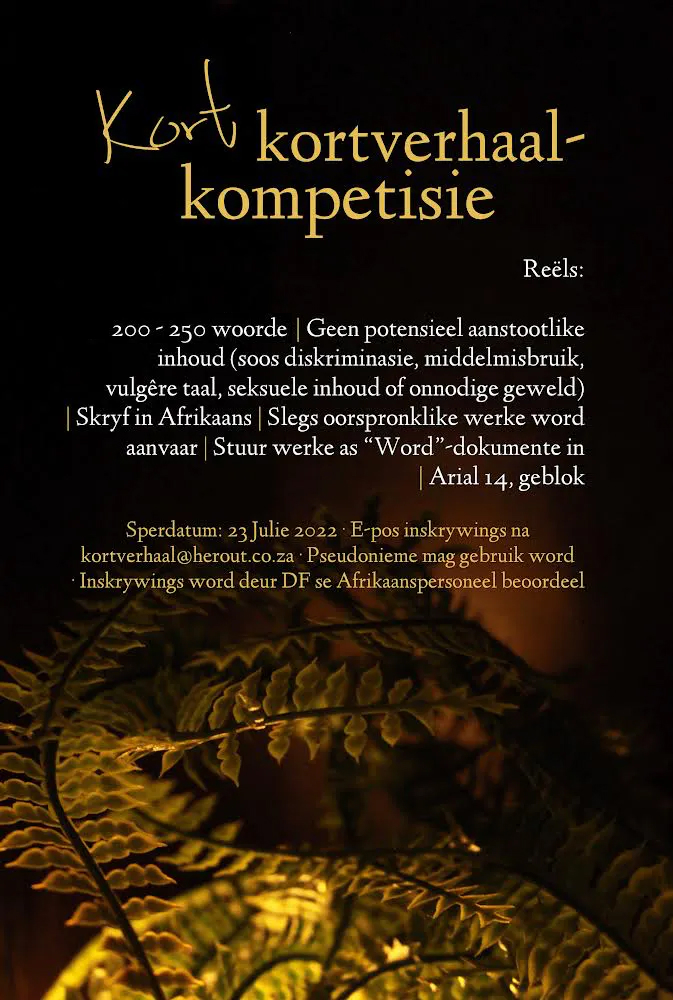 Kort kortverhaal-
kompetisie
Reëls:
200 - 250 woorde | Geen potensieel aanstootlike
inhoud (soos diskriminasie, middelmisbruik,
vulgêre taal, seksuele inhoud of onnodige geweld)
| Skryf in Afrikaans | Slegs oorspronklike werke word
aanvaar | Stuur werke as “Word”-dokumente in
| Arial 14, geblok
Sperdatum: 23 Julie 2022 · E-pos inskrywings na
kortverhaal@herout.co.za · Pseudonieme mag gebruik word
· Inskrywings word deur DF se Afrikaanspersoneel beoordeel